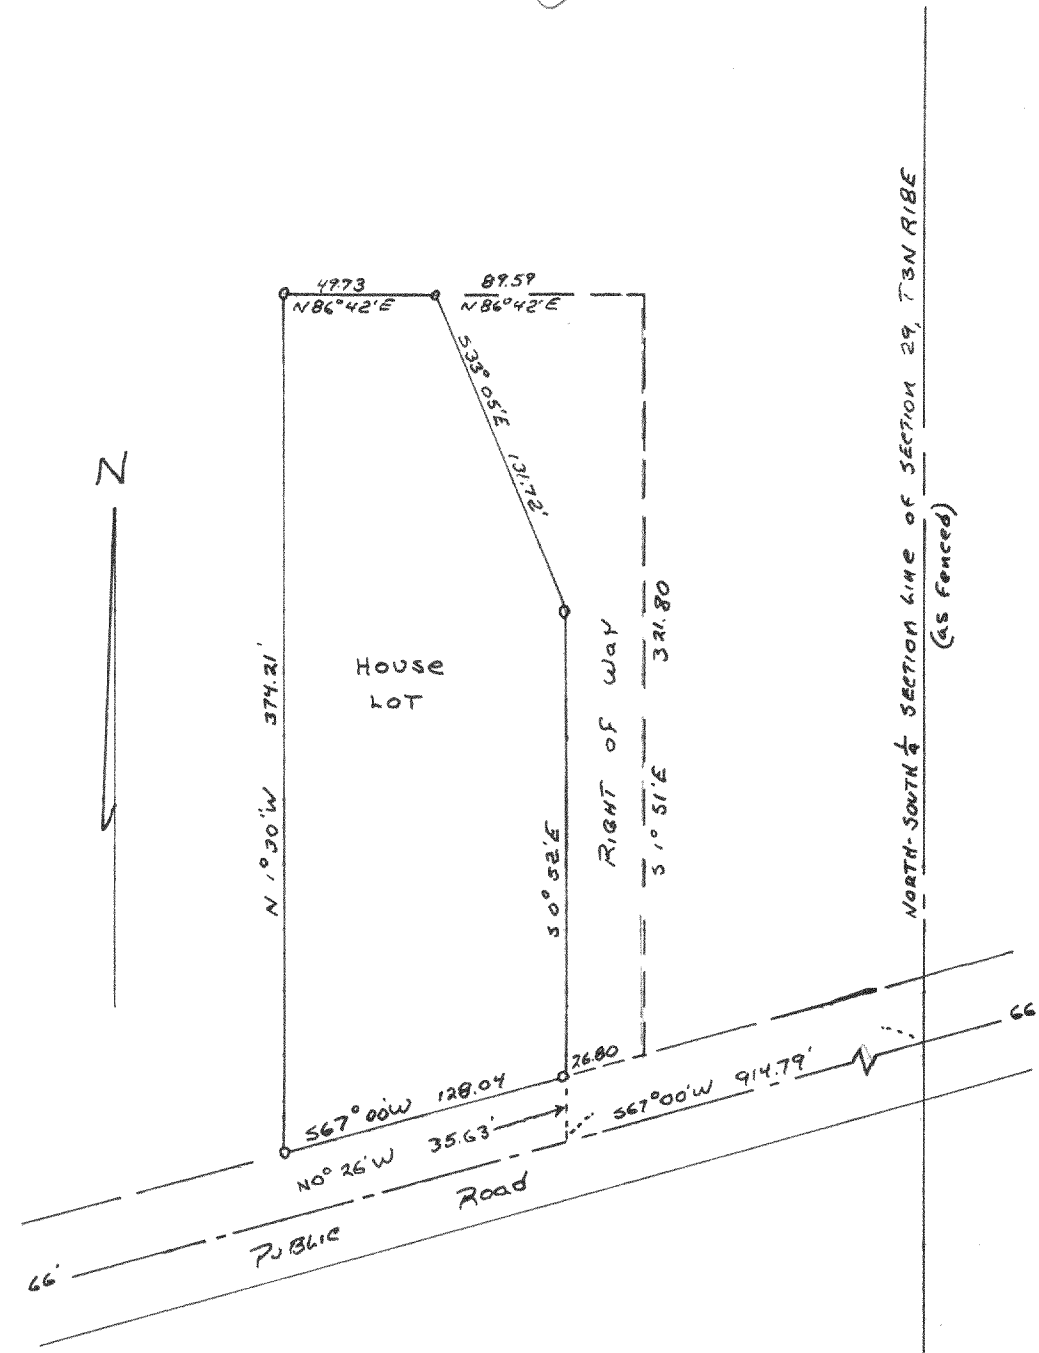 49.73
N86°42'E
89.59
N86°42'E
S33°05'E 131.72'
N
HOUSE
LOT
N 1°30'W 374.21'
S 0°52'E
RIGHT OF WAY
S 1°51'E 321.80
NORTH-SOUTH ¼ SECTION LINE OF SECTION 29, T3N R18E
(as Fenced)
26.80
S67°00'W 128.04
N0°26'W 35.63'
S67°00'W 914.79'
66
66'
PUBLIC Road